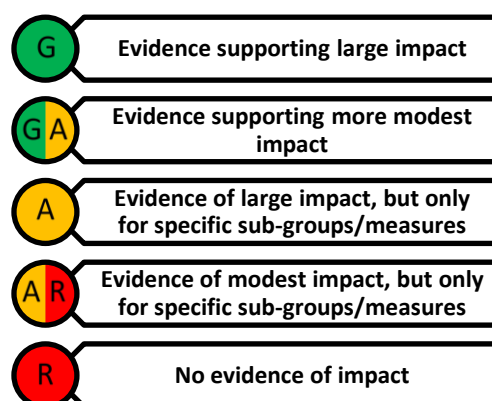 G
Evidence supporting large impact
G A
Evidence supporting more modest
impact
A
Evidence of large impact, but only
for specific sub-groups/measures
A R
Evidence of modest impact, but only
for specific sub-groups/measures
R
No evidence of impact